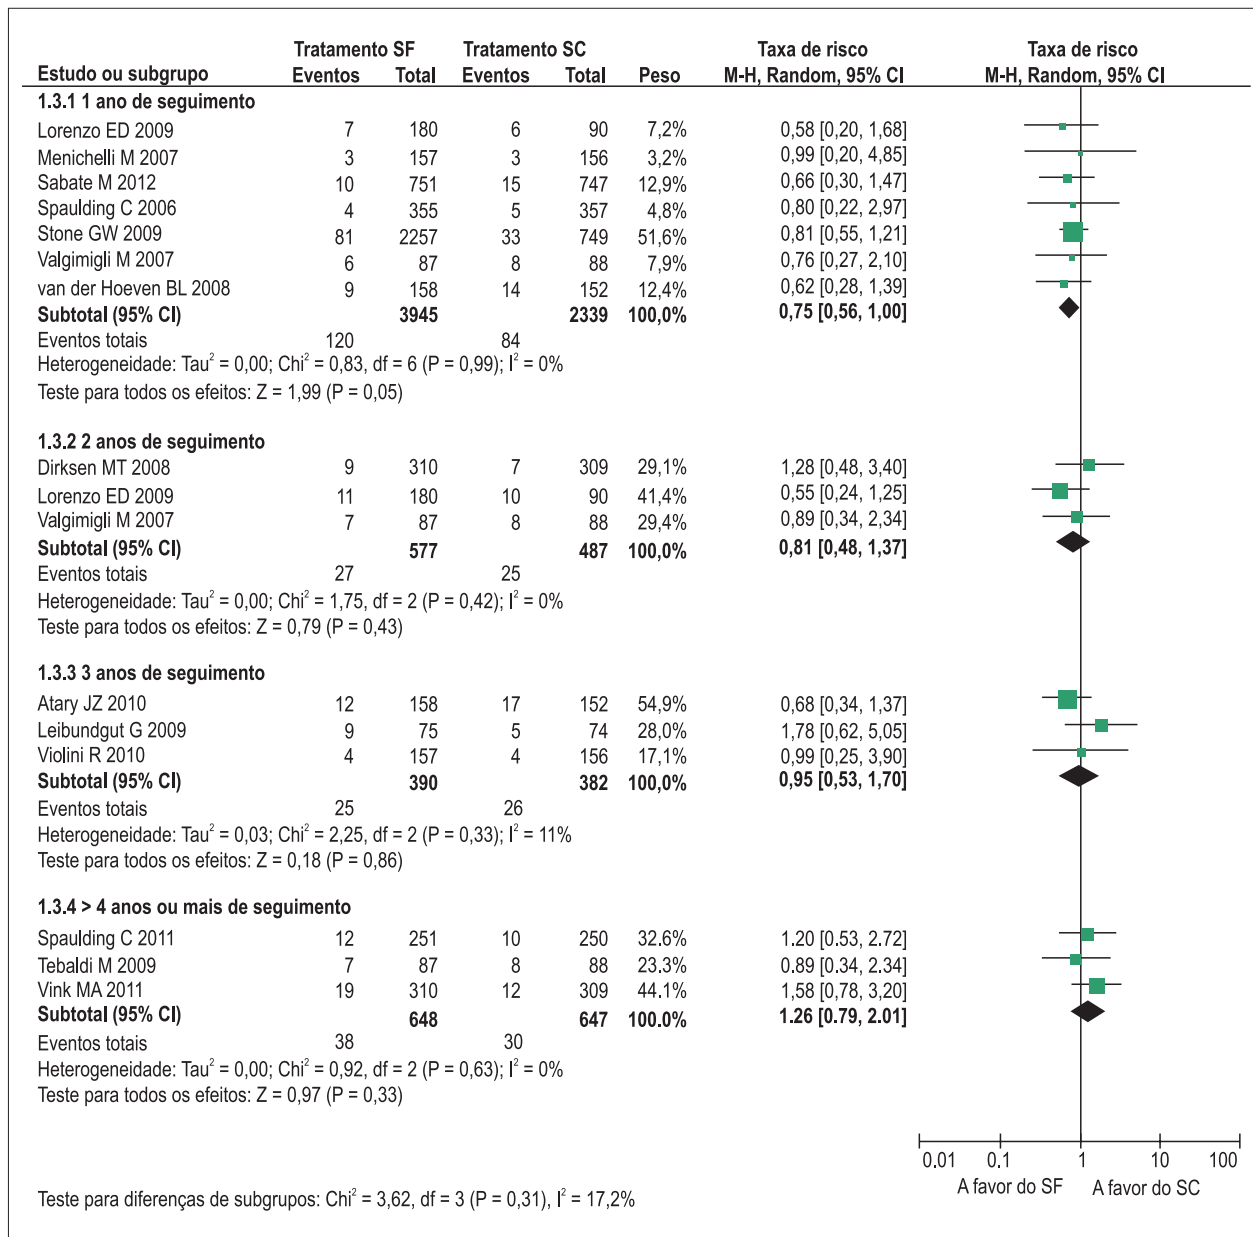 Tratamento SF Tratamento SC Taxa de risco Taxa de risco
Estudo ou subgrupo Eventos Total Eventos Total Peso M-H, Random, 95% CI M-H, Random, 95% CI
1.3.1 1 ano de seguimento
Lorenzo ED 2009 7 180 6 90 7,2% 0,58 [0,20, 1,68]
Menichelli M 2007 3 157 3 156 3,2% 0,99 [0,20, 4,85]
Sabate M 2012 10 751 15 747 12,9% 0,66 [0,30, 1,47]
Spaulding C 2006 4 355 5 357 4,8% 0,80 [0,22, 2,97]
Stone GW 2009 81 2257 33 749 51,6% 0,81 [0,55, 1,21]
Valgimigli M 2007 6 87 8 88 7,9% 0,76 [0,27, 2,10]
van der Hoeven BL 2008 9 158 14 152 12,4% 0,62 [0,28, 1,39]
Subtotal (95% CI) 3945 2339 100,0% 0,75 [0,56, 1,00]
Eventos totais 120 84
Heterogeneidade: Tau² = 0,00; Chi² = 0,83, df = 6 (P = 0,99); I² = 0%
Teste para todos os efeitos: Z = 1,99 (P = 0,05)
1.3.2 2 anos de seguimento
Dirksen MT 2008 9 310 7 309 29,1% 1,28 [0,48, 3,40]
Lorenzo ED 2009 11 180 10 90 41,4% 0,55 [0,24, 1,25]
Valgimigli M 2007 7 87 8 88 29,4% 0,89 [0,34, 2,34]
Subtotal (95% CI) 577 487 100,0% 0,81 [0,48, 1,37]
Eventos totais 27 25
Heterogeneidade: Tau² = 0,00; Chi² = 1,75, df = 2 (P = 0,42); I² = 0%
Teste para todos os efeitos: Z = 0,79 (P = 0,43)
1.3.3 3 anos de seguimento
Atary JZ 2010 12 158 17 152 54,9% 0,68 [0,34, 1,37]
Leibundgut G 2009 9 75 5 74 28,0% 1,78 [0,62, 5,05]
Violini R 2010 4 157 4 156 17,1% 0,99 [0,25, 3,90]
Subtotal (95% CI) 390 382 100,0% 0,95 [0,53, 1,70]
Eventos totais 25 26
Heterogeneidade: Tau² = 0,03; Chi² = 2,25, df = 2 (P = 0,33); I² = 11%
Teste para todos os efeitos: Z = 0,18 (P = 0,86)
1.3.4 > 4 anos ou mais de seguimento
Spaulding C 2011 12 251 10 250 32.6% 1.20 [0.53, 2.72]
Tebaldi M 2009 7 87 8 88 23.3% 0.89 [0.34, 2.34]
Vink MA 2011 19 310 12 309 44.1% 1.58 [0.78, 3.20]
Subtotal (95% CI) 648 647 100.0% 1.26 [0.79, 2.01]
Eventos totais 38 30
Heterogeneidade: Tau² = 0,00; Chi² = 0,92, df = 2 (P = 0,63); I² = 0%
Teste para todos os efeitos: Z = 0,97 (P = 0,33)
0.01 0.1 1 10 100
A favor do SF A favor do SC
Teste para diferenças de subgrupos: Chi² = 3,62, df = 3 (P = 0,31), I² = 17,2%